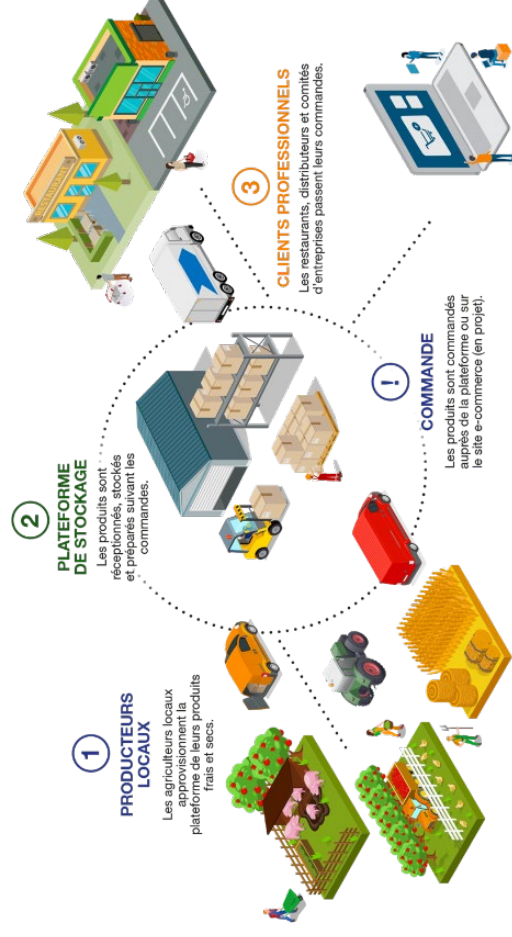 1
PRODUCTEURS
LOCAUX
Les agriculteurs locaux
approvisionnent la
plateforme de leurs produits
frais et secs.
2
PLATEFORME
DE STOCKAGE
Les produits sont
réceptionnés, stockés
et préparés suivant les
commandes.
3
CLIENTS PROFESSIONNELS
Les restaurants, distributeurs et comités
d'entreprises passent leurs commandes.
!
COMMANDE
Les produits sont commandés
auprès de la plateforme ou sur
le site e-commerce (en projet).
RESTAURANT